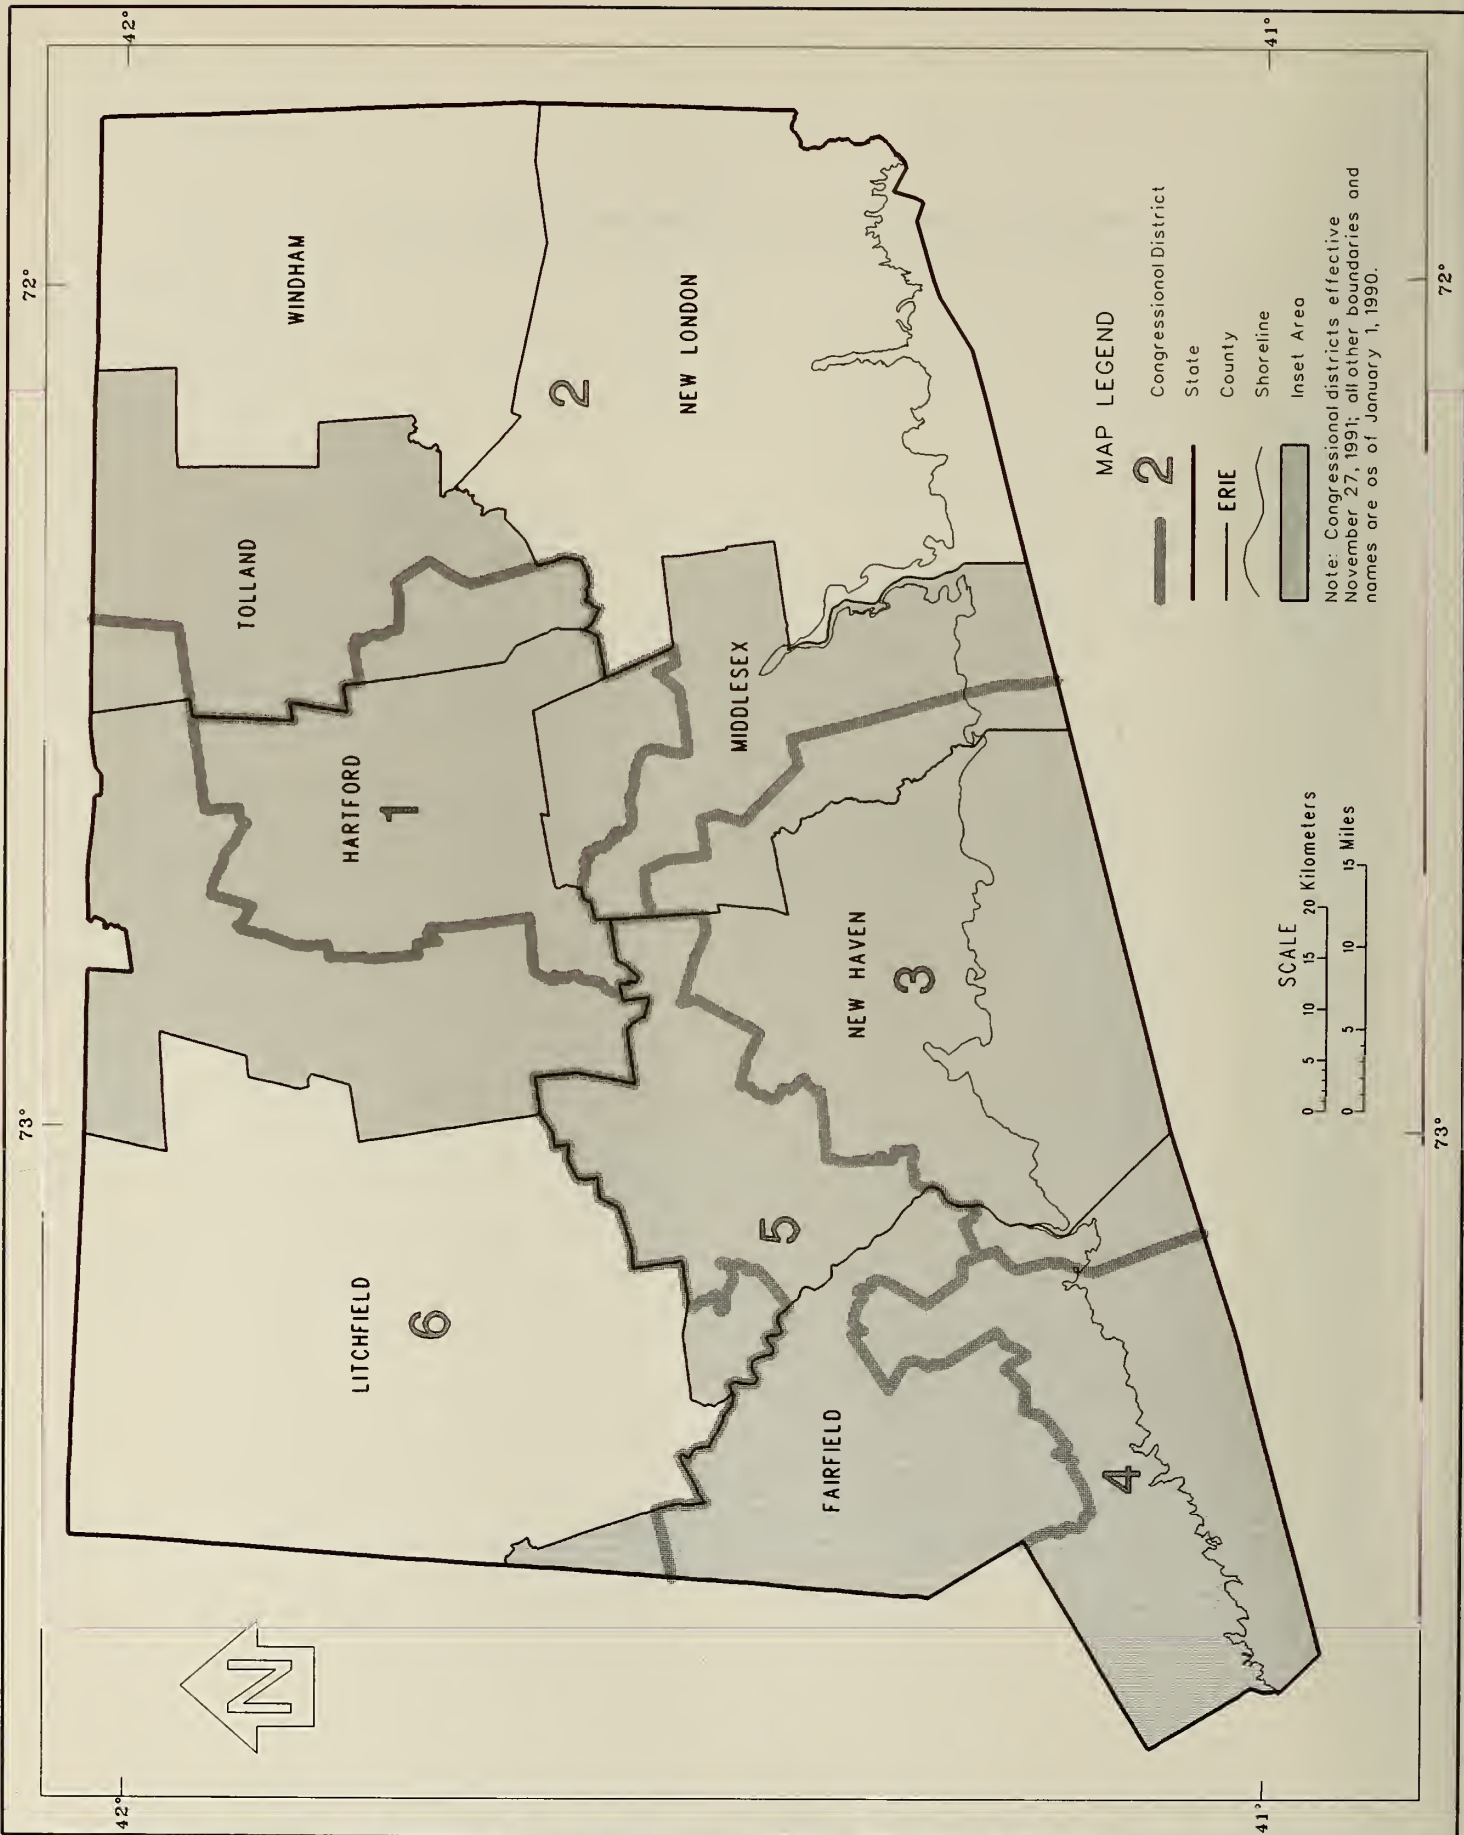 73°
72°
42°
42°
N
TOLLAND
WINDHAM
HARTFORD
LITCHFIELD
1
6
2
NEW LONDON
MIDDLESEX
5
FAIRFIELD
NEW HAVEN
3
4
MAP LEGEND
2 Congressional District
State
ERIE County
Shoreline
Inset Area
Note: Congressional districts effective
November 27, 1991; all other boundaries and
names are as of January 1, 1990.
SCALE
0 5 10 15 20 Kilometers
0 5 10 15 Miles
41°
41°
73°
72°